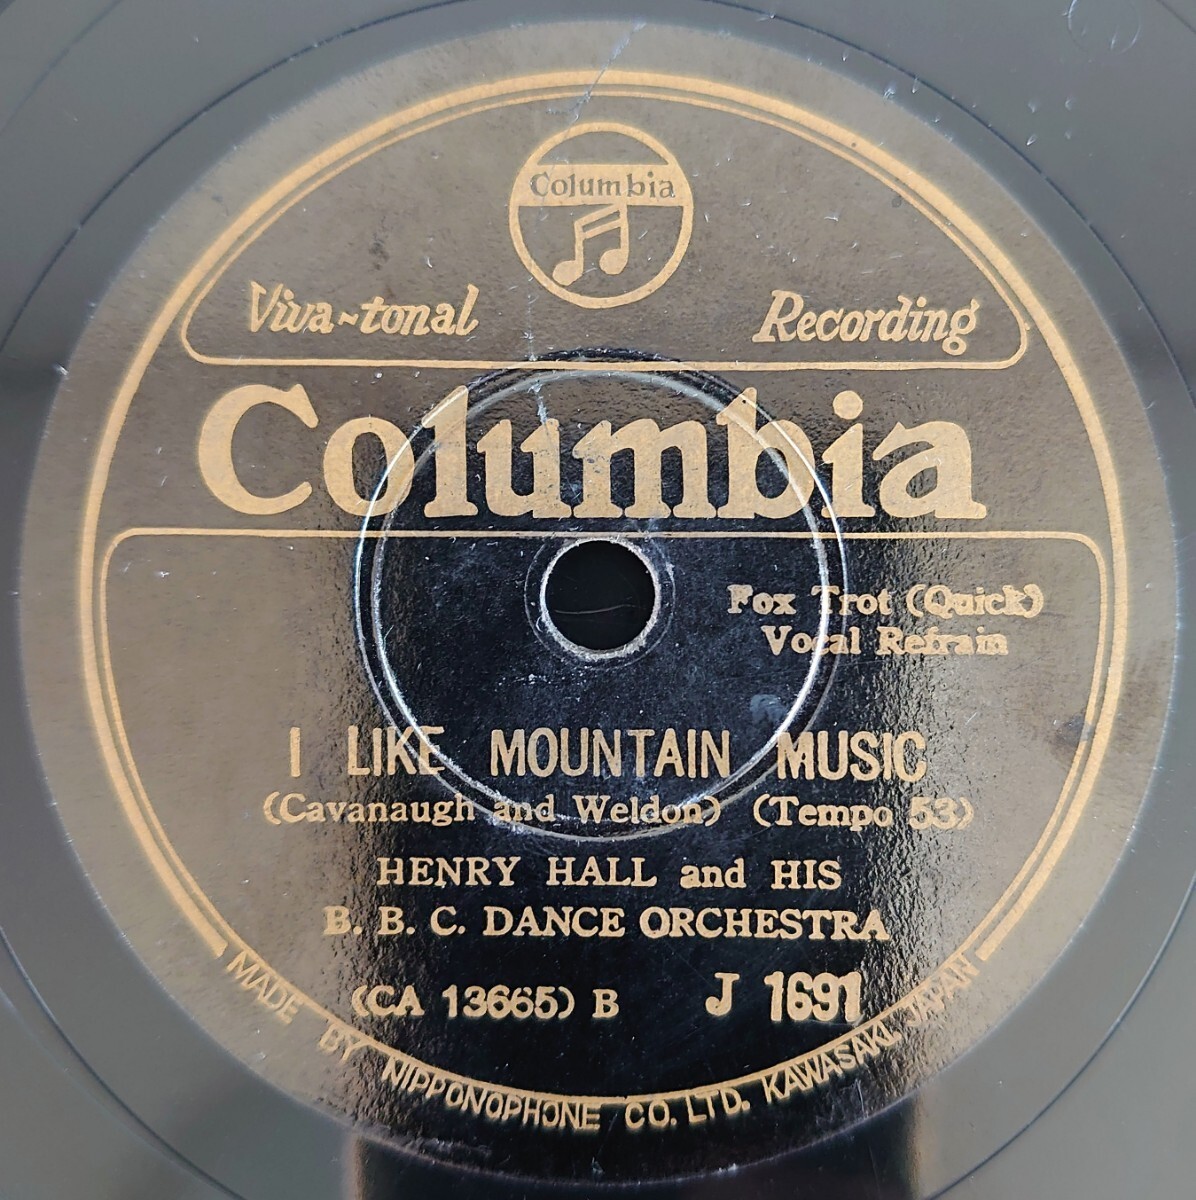 Columbia
Viva-tonal Recording
Columbia
Fox Trot (Quick)
Vocal Refrain
I LIKE MOUNTAIN MUSIC
(Cavanaugh and Weldon) (Tempo 53)
HENRY HALL and HIS
B. B. C. DANCE ORCHESTRA
(CA 13665) B J 1691
MADE BY NIPPONOPHONE CO. LTD. KAWASAKI, JAPAN